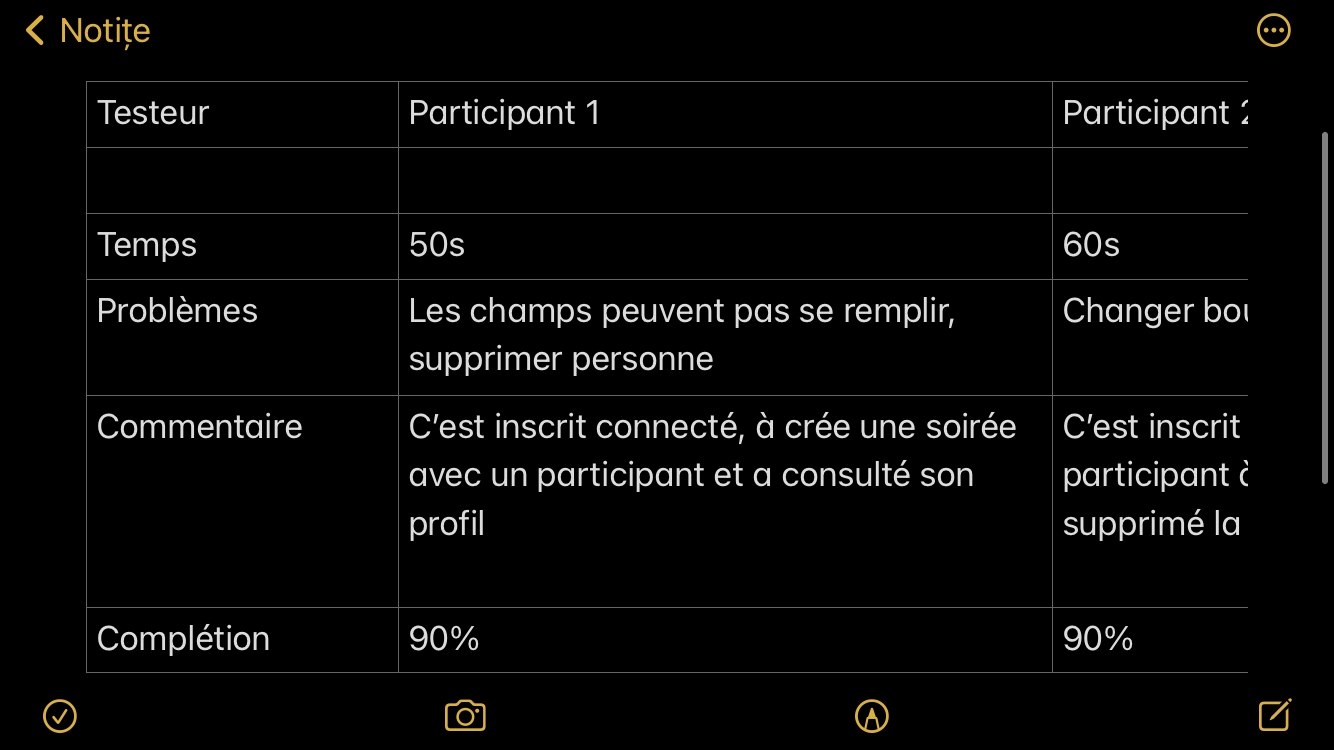 Notițe
Testeur Participant 1 Participant 2
Temps 50s 60s
Problèmes Les champs peuvent pas se remplir, Changer
supprimer personne
Commentaire C’est inscrit connecté, à crée une soirée C’est inscrit
avec un participant et a consulté son participant à
profil supprimé la
Complétion 90% 90%